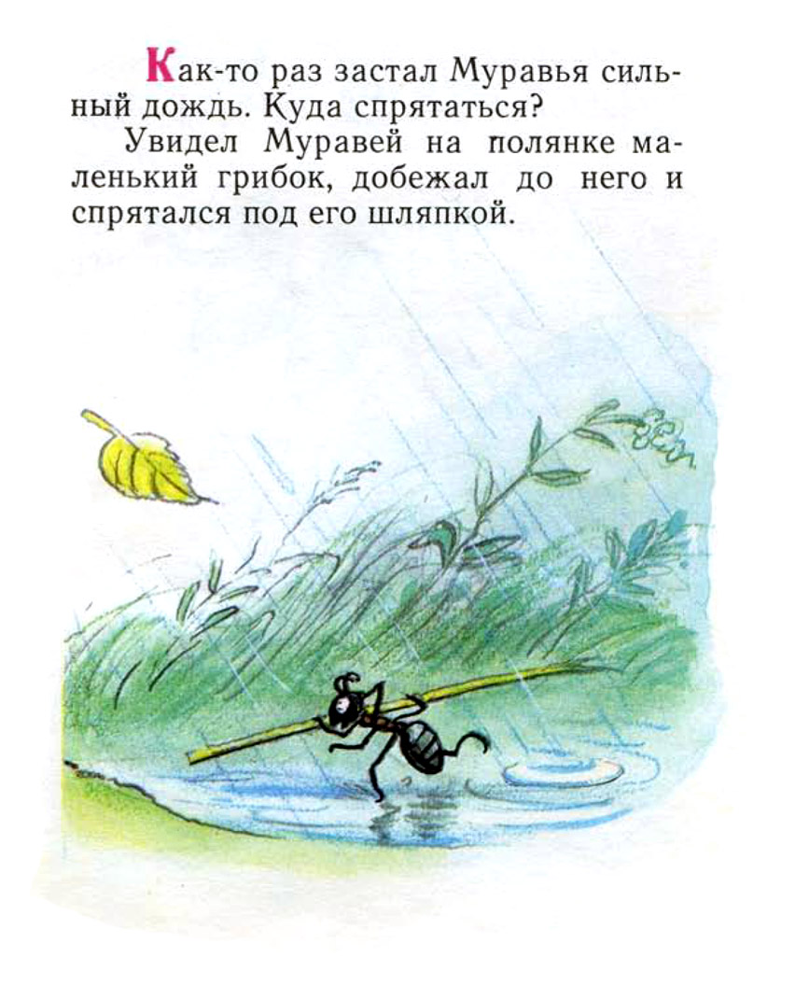 Как-то раз застал Муравья силь-
ный дождь. Куда спрятаться?
Увидел Муравей на полянке ма-
ленький грибок, добежал до него и
спрятался под его шляпкой.